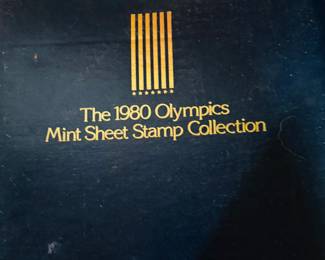 The 1980 Olympics
Mint Sheet Stamp Collection